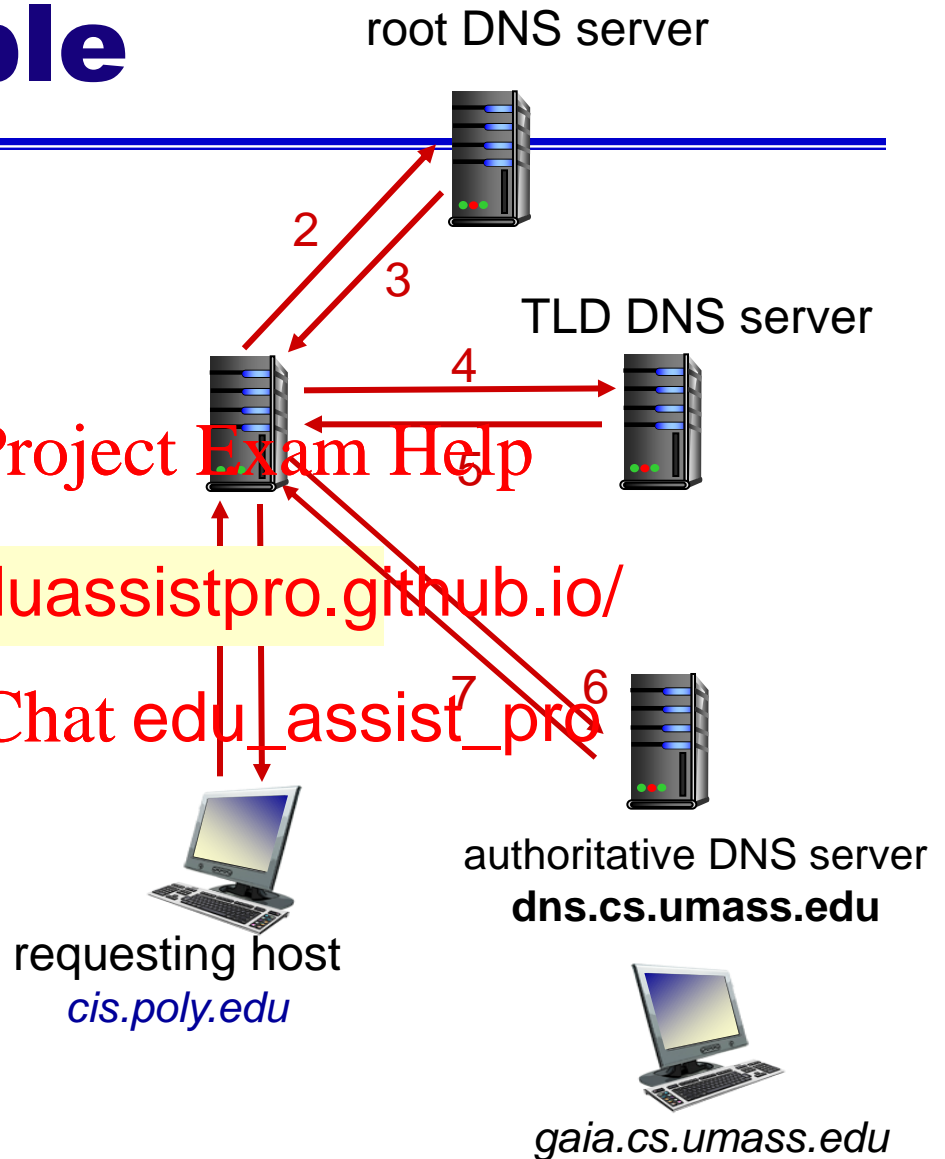 ple
root DNS server
2
3
TLD DNS server
4
Project Exam Help
5
duassistpro.github.io/
7
6
Chat edu_assist_pro
authoritative DNS server
dns.cs.umass.edu
requesting host
cis.poly.edu
gaia.cs.umass.edu